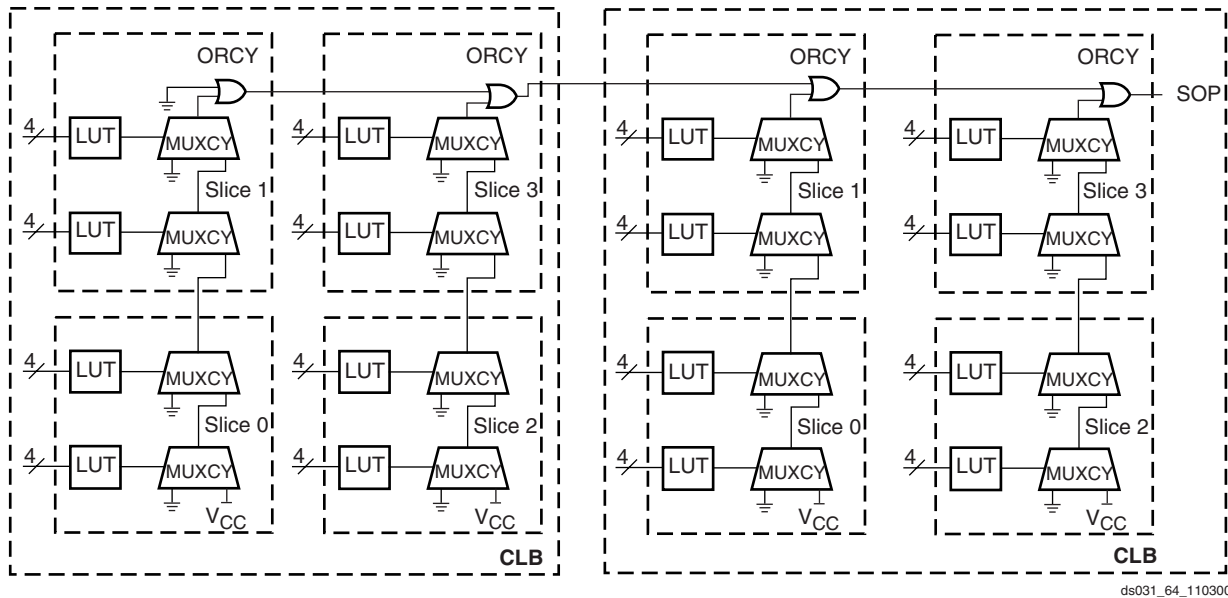 ORCY ORCY ORCY ORCY
SOP
4 LUT MUXCY 4 LUT MUXCY 4 LUT MUXCY 4 LUT MUXCY
Slice 1 Slice 3 Slice 1 Slice 3
4 LUT MUXCY 4 LUT MUXCY 4 LUT MUXCY 4 LUT MUXCY
4 LUT MUXCY 4 LUT MUXCY 4 LUT MUXCY 4 LUT MUXCY
Slice 0 Slice 2 Slice 0 Slice 2
4 LUT MUXCY 4 LUT MUXCY 4 LUT MUXCY 4 LUT MUXCY
VCC VCC VCC VCC
CLB CLB
ds031_64_110300